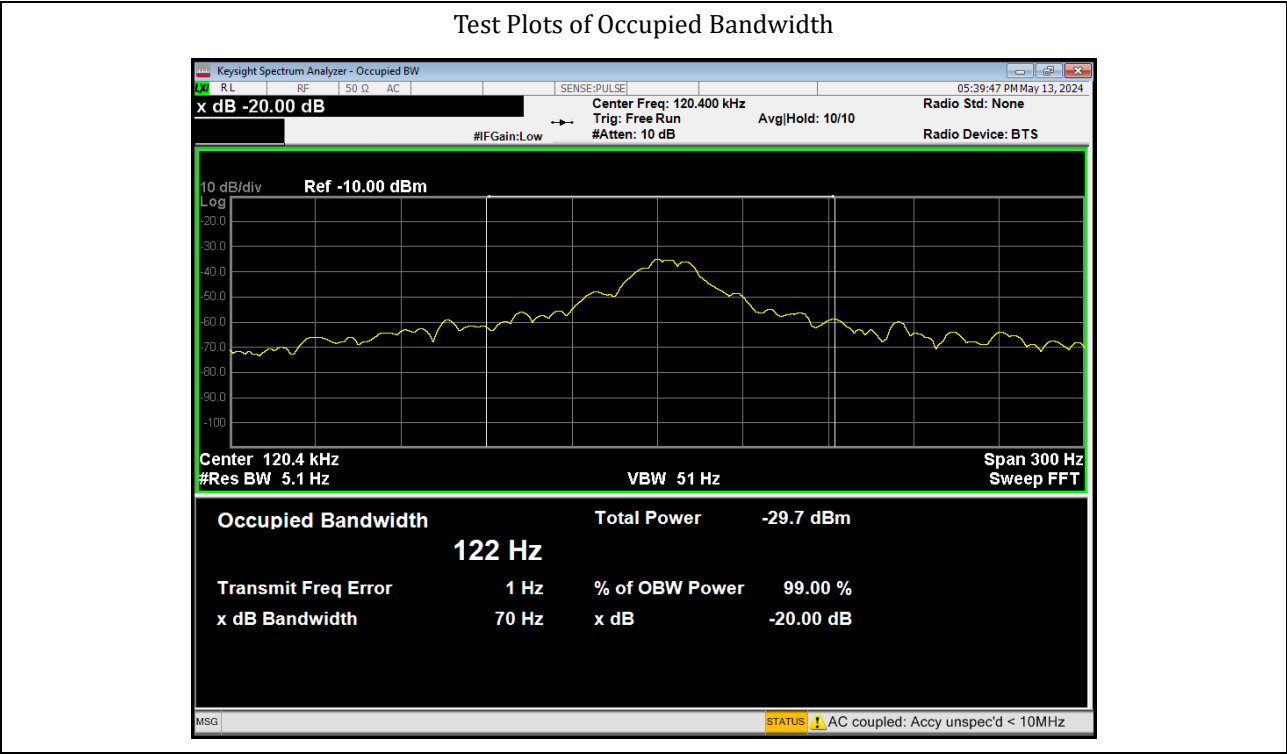 Test Plots of Occupied Bandwidth
Keysight Spectrum Analyzer - Occupied BW
LXI RL RF 50 Ω AC SENSE:PULSE 05:39:47 PM May 13, 2024
x dB -20.00 dB
Center Freq: 120.400 kHz Radio Std: None
Trig: Free Run Avg|Hold: 10/10
#IFGain:Low #Atten: 10 dB Radio Device: BTS
10 dB/div Ref -10.00 dBm
Log
-20.0
-30.0
-40.0
-50.0
-60.0
-70.0
-80.0
-90.0
-100
Center 120.4 kHz Span 300 Hz
#Res BW 5.1 Hz VBW 51 Hz Sweep FFT
Occupied Bandwidth Total Power -29.7 dBm
122 Hz
Transmit Freq Error 1 Hz % of OBW Power 99.00 %
x dB Bandwidth 70 Hz x dB -20.00 dB
MSG STATUS ! AC coupled: Accy unspec'd < 10MHz